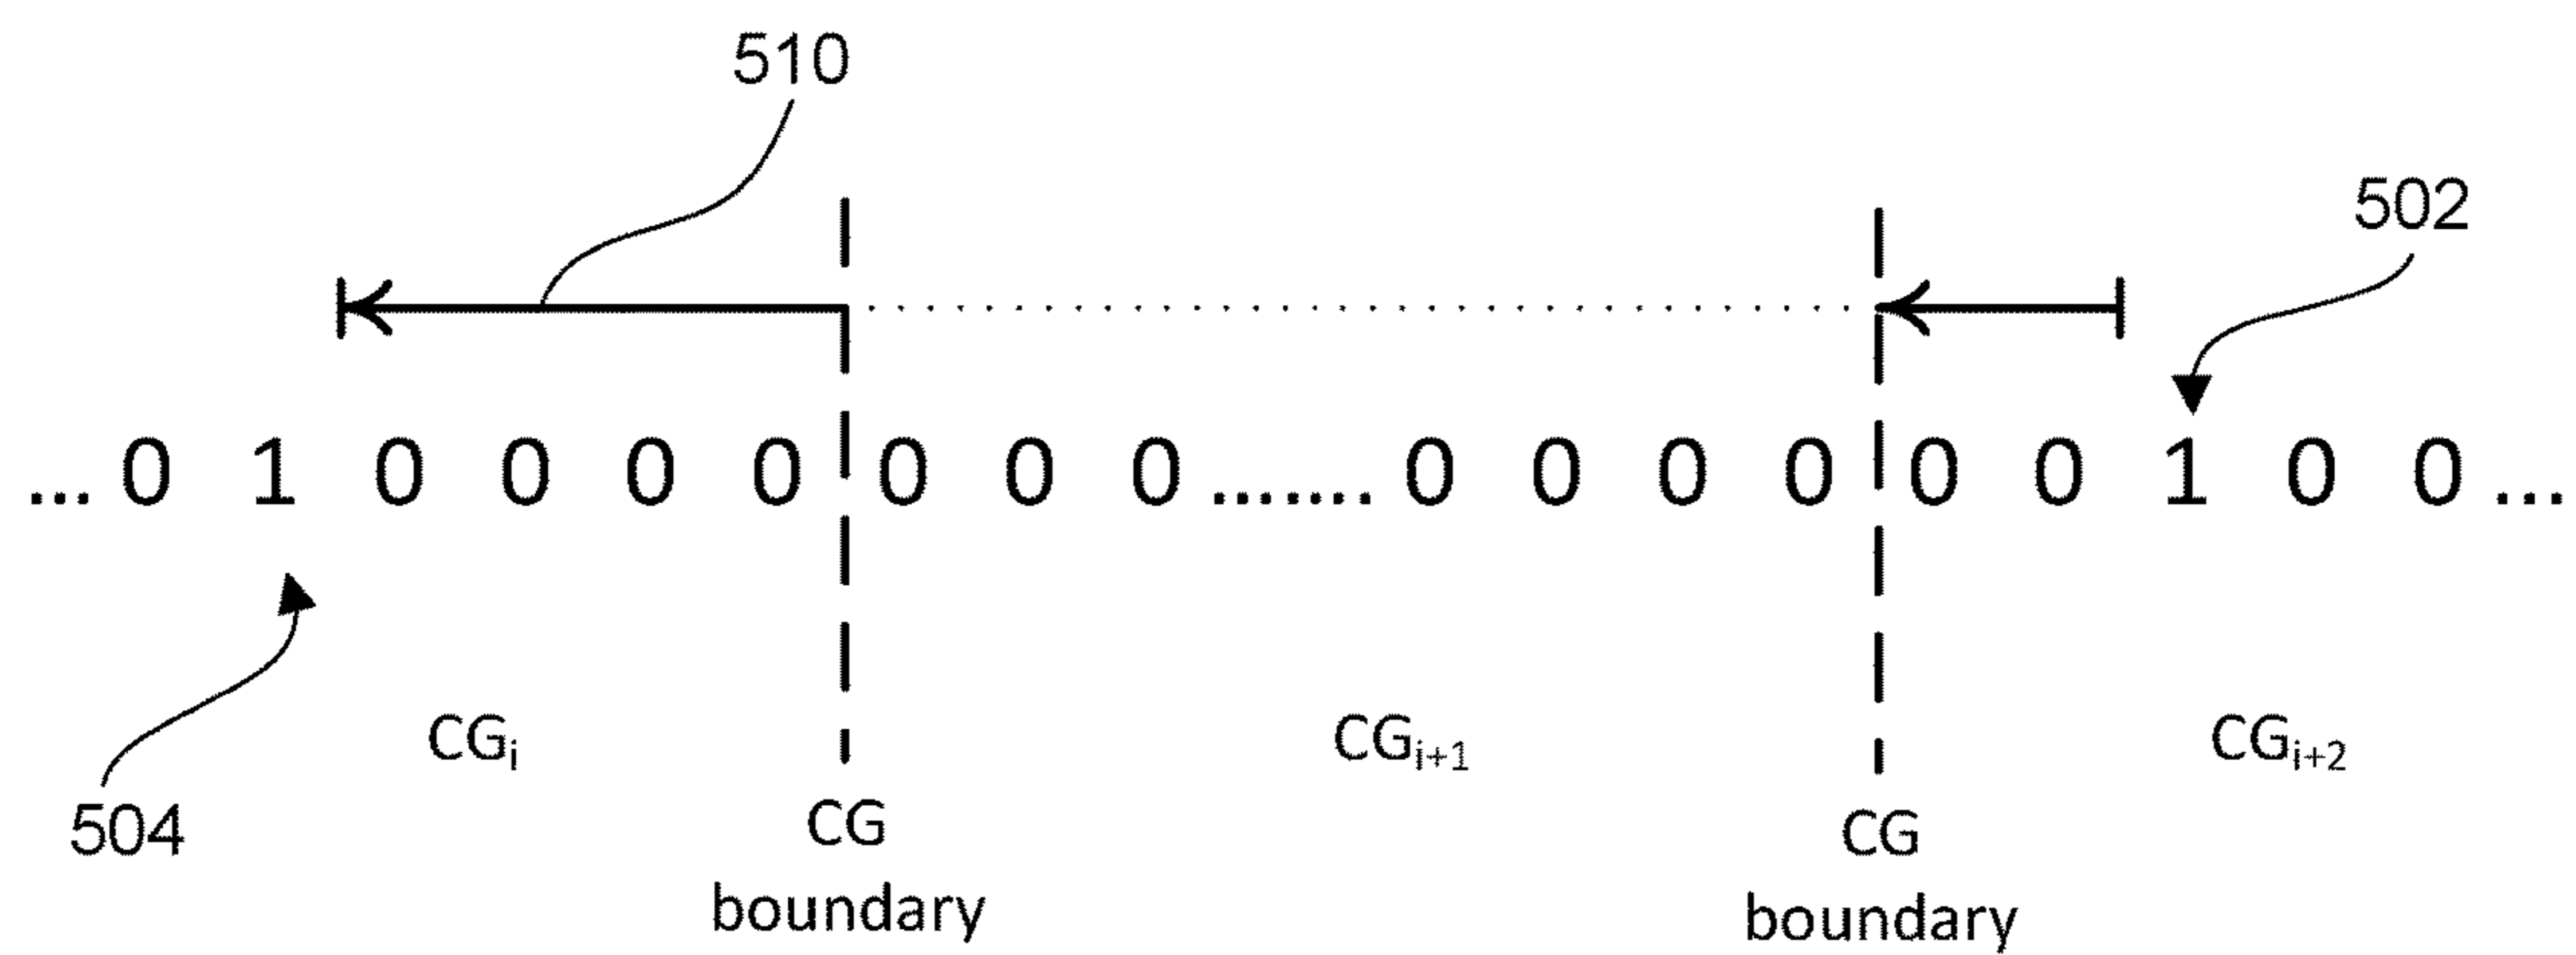 510
502
... 0 1 0 0 0 0 0 0 0 ....... 0 0 0 0 0 0 1 0 0 ...
CGi CGi+1 CGi+2
504
CG boundary
CG boundary